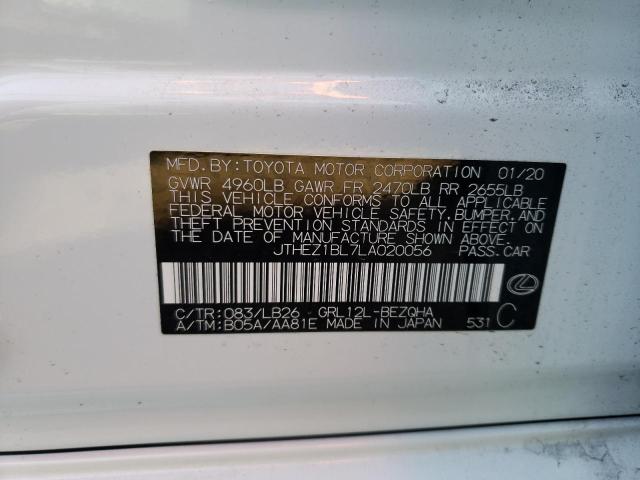 MFD.BY:TOYOTA MOTOR CORPORATION 01/20
GVWR 4960LB GAWR FR 2470LB RR 2655LB
THIS VEHICLE CONFORMS TO ALL APPLICABLE
FEDERAL MOTOR VEHICLE SAFETY,BUMPER,AND
THEFT PREVENTION STANDARDS IN EFFECT ON
THE DATE OF MANUFACTURE SHOWN ABOVE.
JTHEZ1BL7LA020056 PASS.CAR
C/TR:083/LB26 GRL12L-BEZQHA
A/TM:B05A/AA81E MADE IN JAPAN 531 C